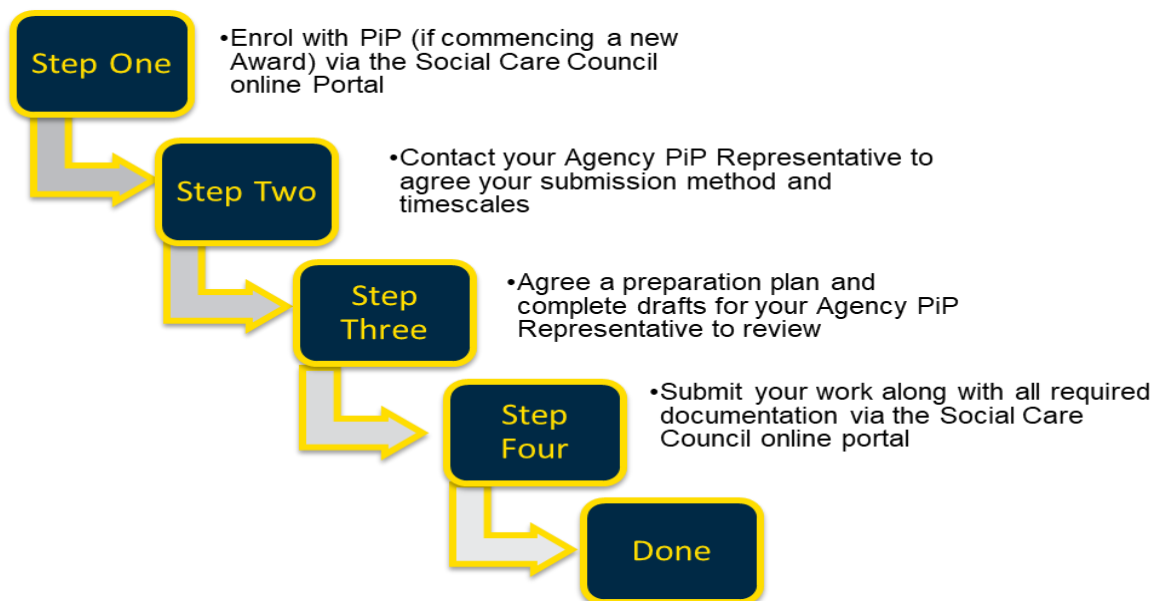 Step One
•Enrol with PiP (if commencing a new
Award) via the Social Care Council
online Portal
Step Two
•Contact your Agency PiP Representative to
agree your submission method and
timescales
Step
Three
•Agree a preparation plan and
complete drafts for your Agency PiP
Representative to review
Step
Four
•Submit your work along with all required
documentation via the Social Care
Council online portal
Done